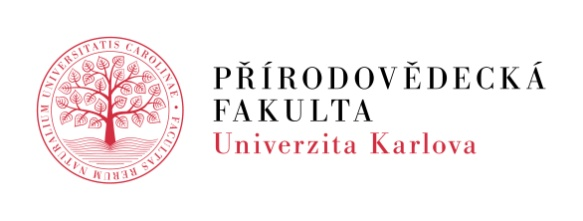 UNIVERSITATIS CAROLINAE • FACULTAS RERUM NATURALIUM
PŘÍRODOVĚDECKÁ
FAKULTA
Univerzita Karlova